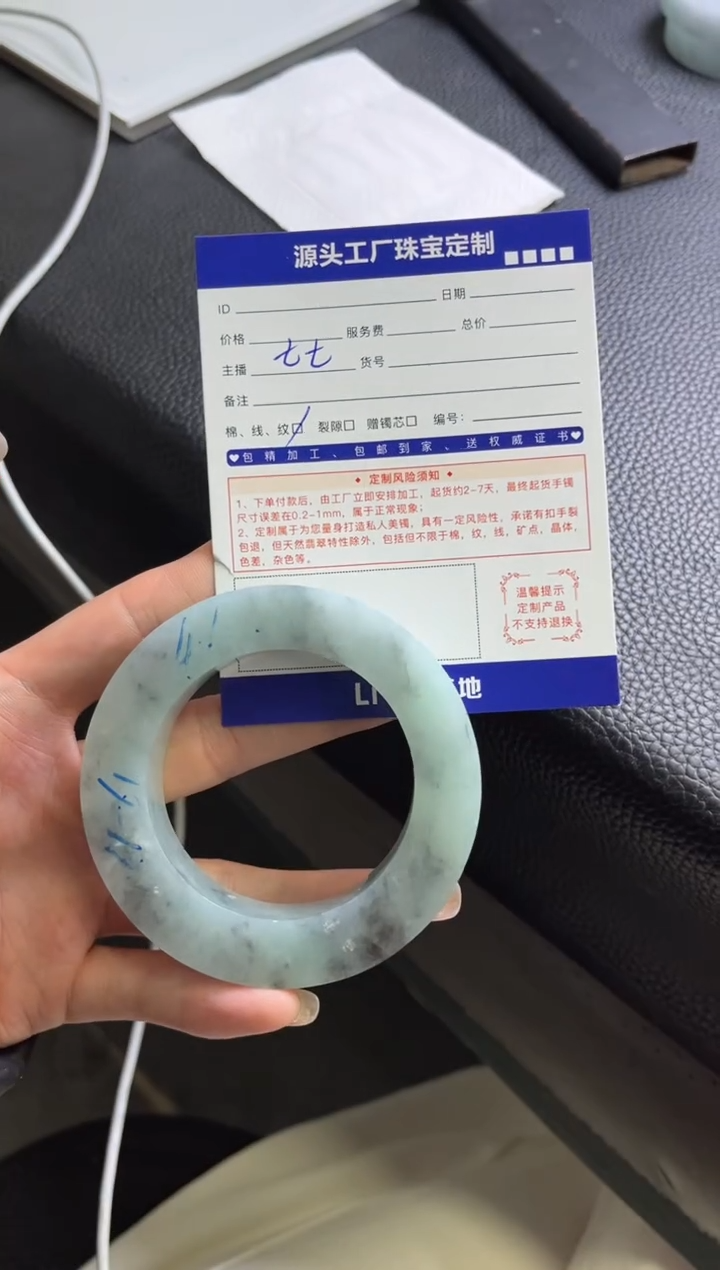 源头工厂珠宝定制
ID 日期
价格 服务费 总价
主播 七七 货号
备注
棉、线、纹☑ 裂隙口 赠镯芯口 编号:
包精加工、包邮到家、送权威证书
定制风险须知
1、下单付款后,由工厂立即安排加工,起货约2-7天,最终起货手镯
尺寸误差在0.2-1mm,属于正常现象;
2、定制属于为您量身打造私人美镯,具有一定风险性,承诺有扣手裂
包退,但天然翡翠特性除外,包括但不限于棉,纹,线,矿点,晶体,
色差,杂色等。
温馨提示
定制产品
不支持退换
地